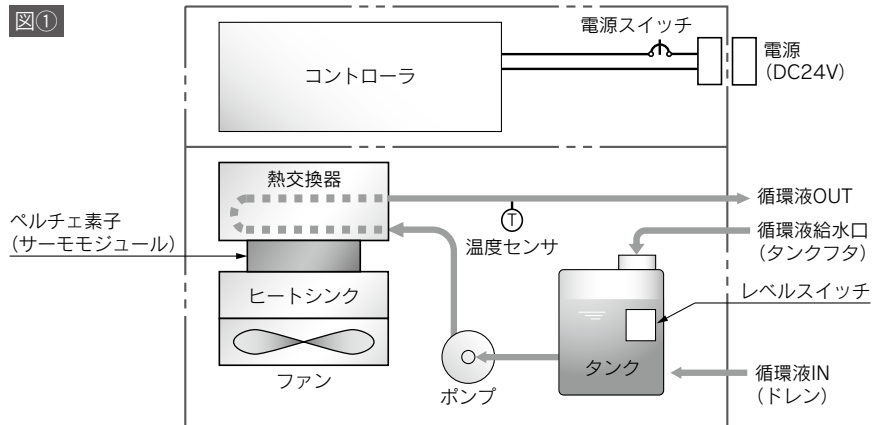 図①
電源スイッチ
電源
(DC24V)
コントローラ
熱交換器
循環液OUT
ペルチェ素子
(サーモモジュール)
T
温度センサ
循環液給水口
(タンクフタ)
ヒートシンク
レベルスイッチ
タンク
ファン
ポンプ
循環液IN
(ドレン)